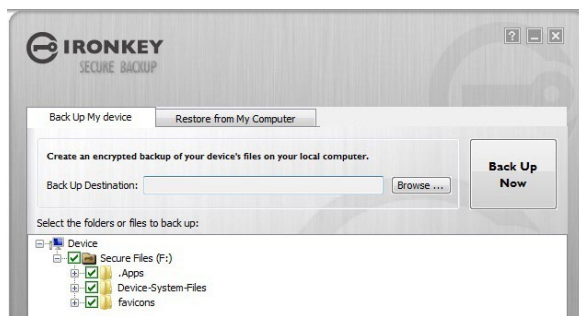 IRONKEY
SECURE BACKUP
Back Up My device
Restore from My Computer
Create an encrypted backup of your device's files on your local computer.
Back Up Destination:
Browse ...
Back Up
Now
Select the folders or files to back up:
Device
Secure Files (F:)
.Apps
Device-System-Files
favicons